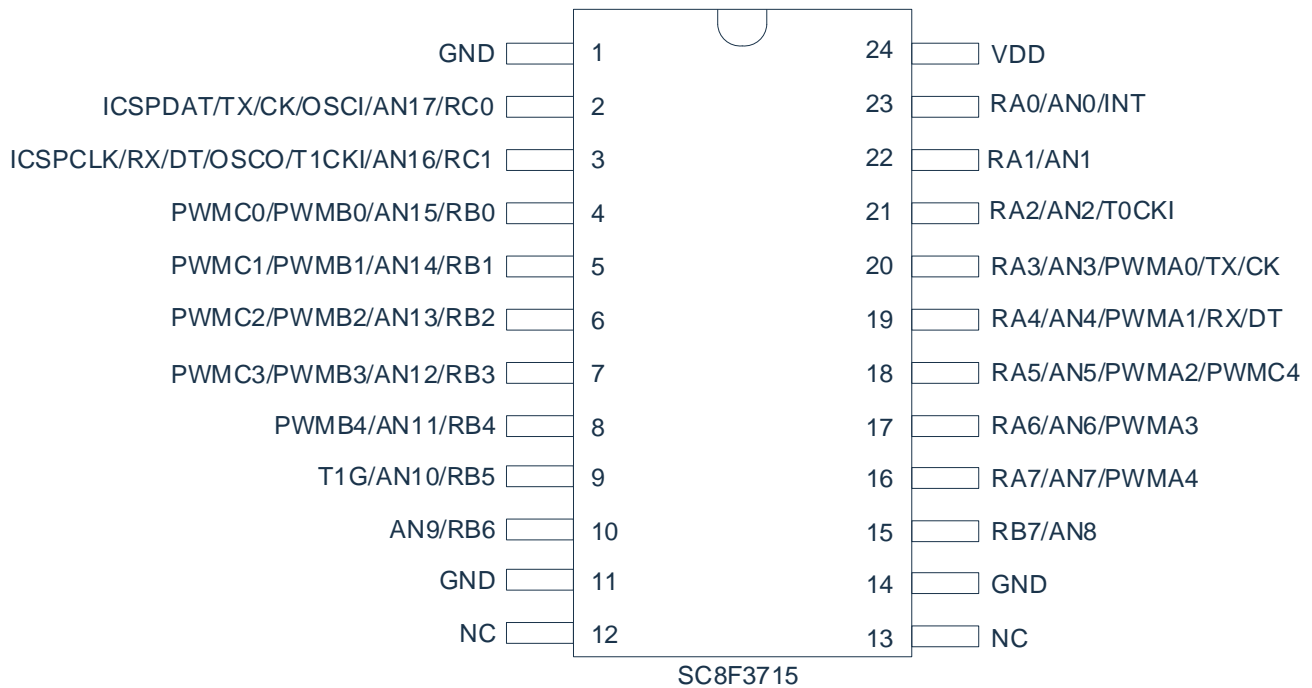 GND 1 24 VDD
ICSPDAT/TX/CK/OSCI/AN17/RC0 2 23 RA0/AN0/INT
ICSPCLK/RX/DT/OSCO/T1CKI/AN16/RC1 3 22 RA1/AN1
PWMC0/PWMB0/AN15/RB0 4 21 RA2/AN2/T0CKI
PWMC1/PWMB1/AN14/RB1 5 20 RA3/AN3/PWMA0/TX/CK
PWMC2/PWMB2/AN13/RB2 6 19 RA4/AN4/PWMA1/RX/DT
PWMC3/PWMB3/AN12/RB3 7 18 RA5/AN5/PWMA2/PWMC4
PWMB4/AN11/RB4 8 17 RA6/AN6/PWMA3
T1G/AN10/RB5 9 16 RA7/AN7/PWMA4
AN9/RB6 10 15 RB7/AN8
GND 11 14 GND
NC 12 13 NC
SC8F3715